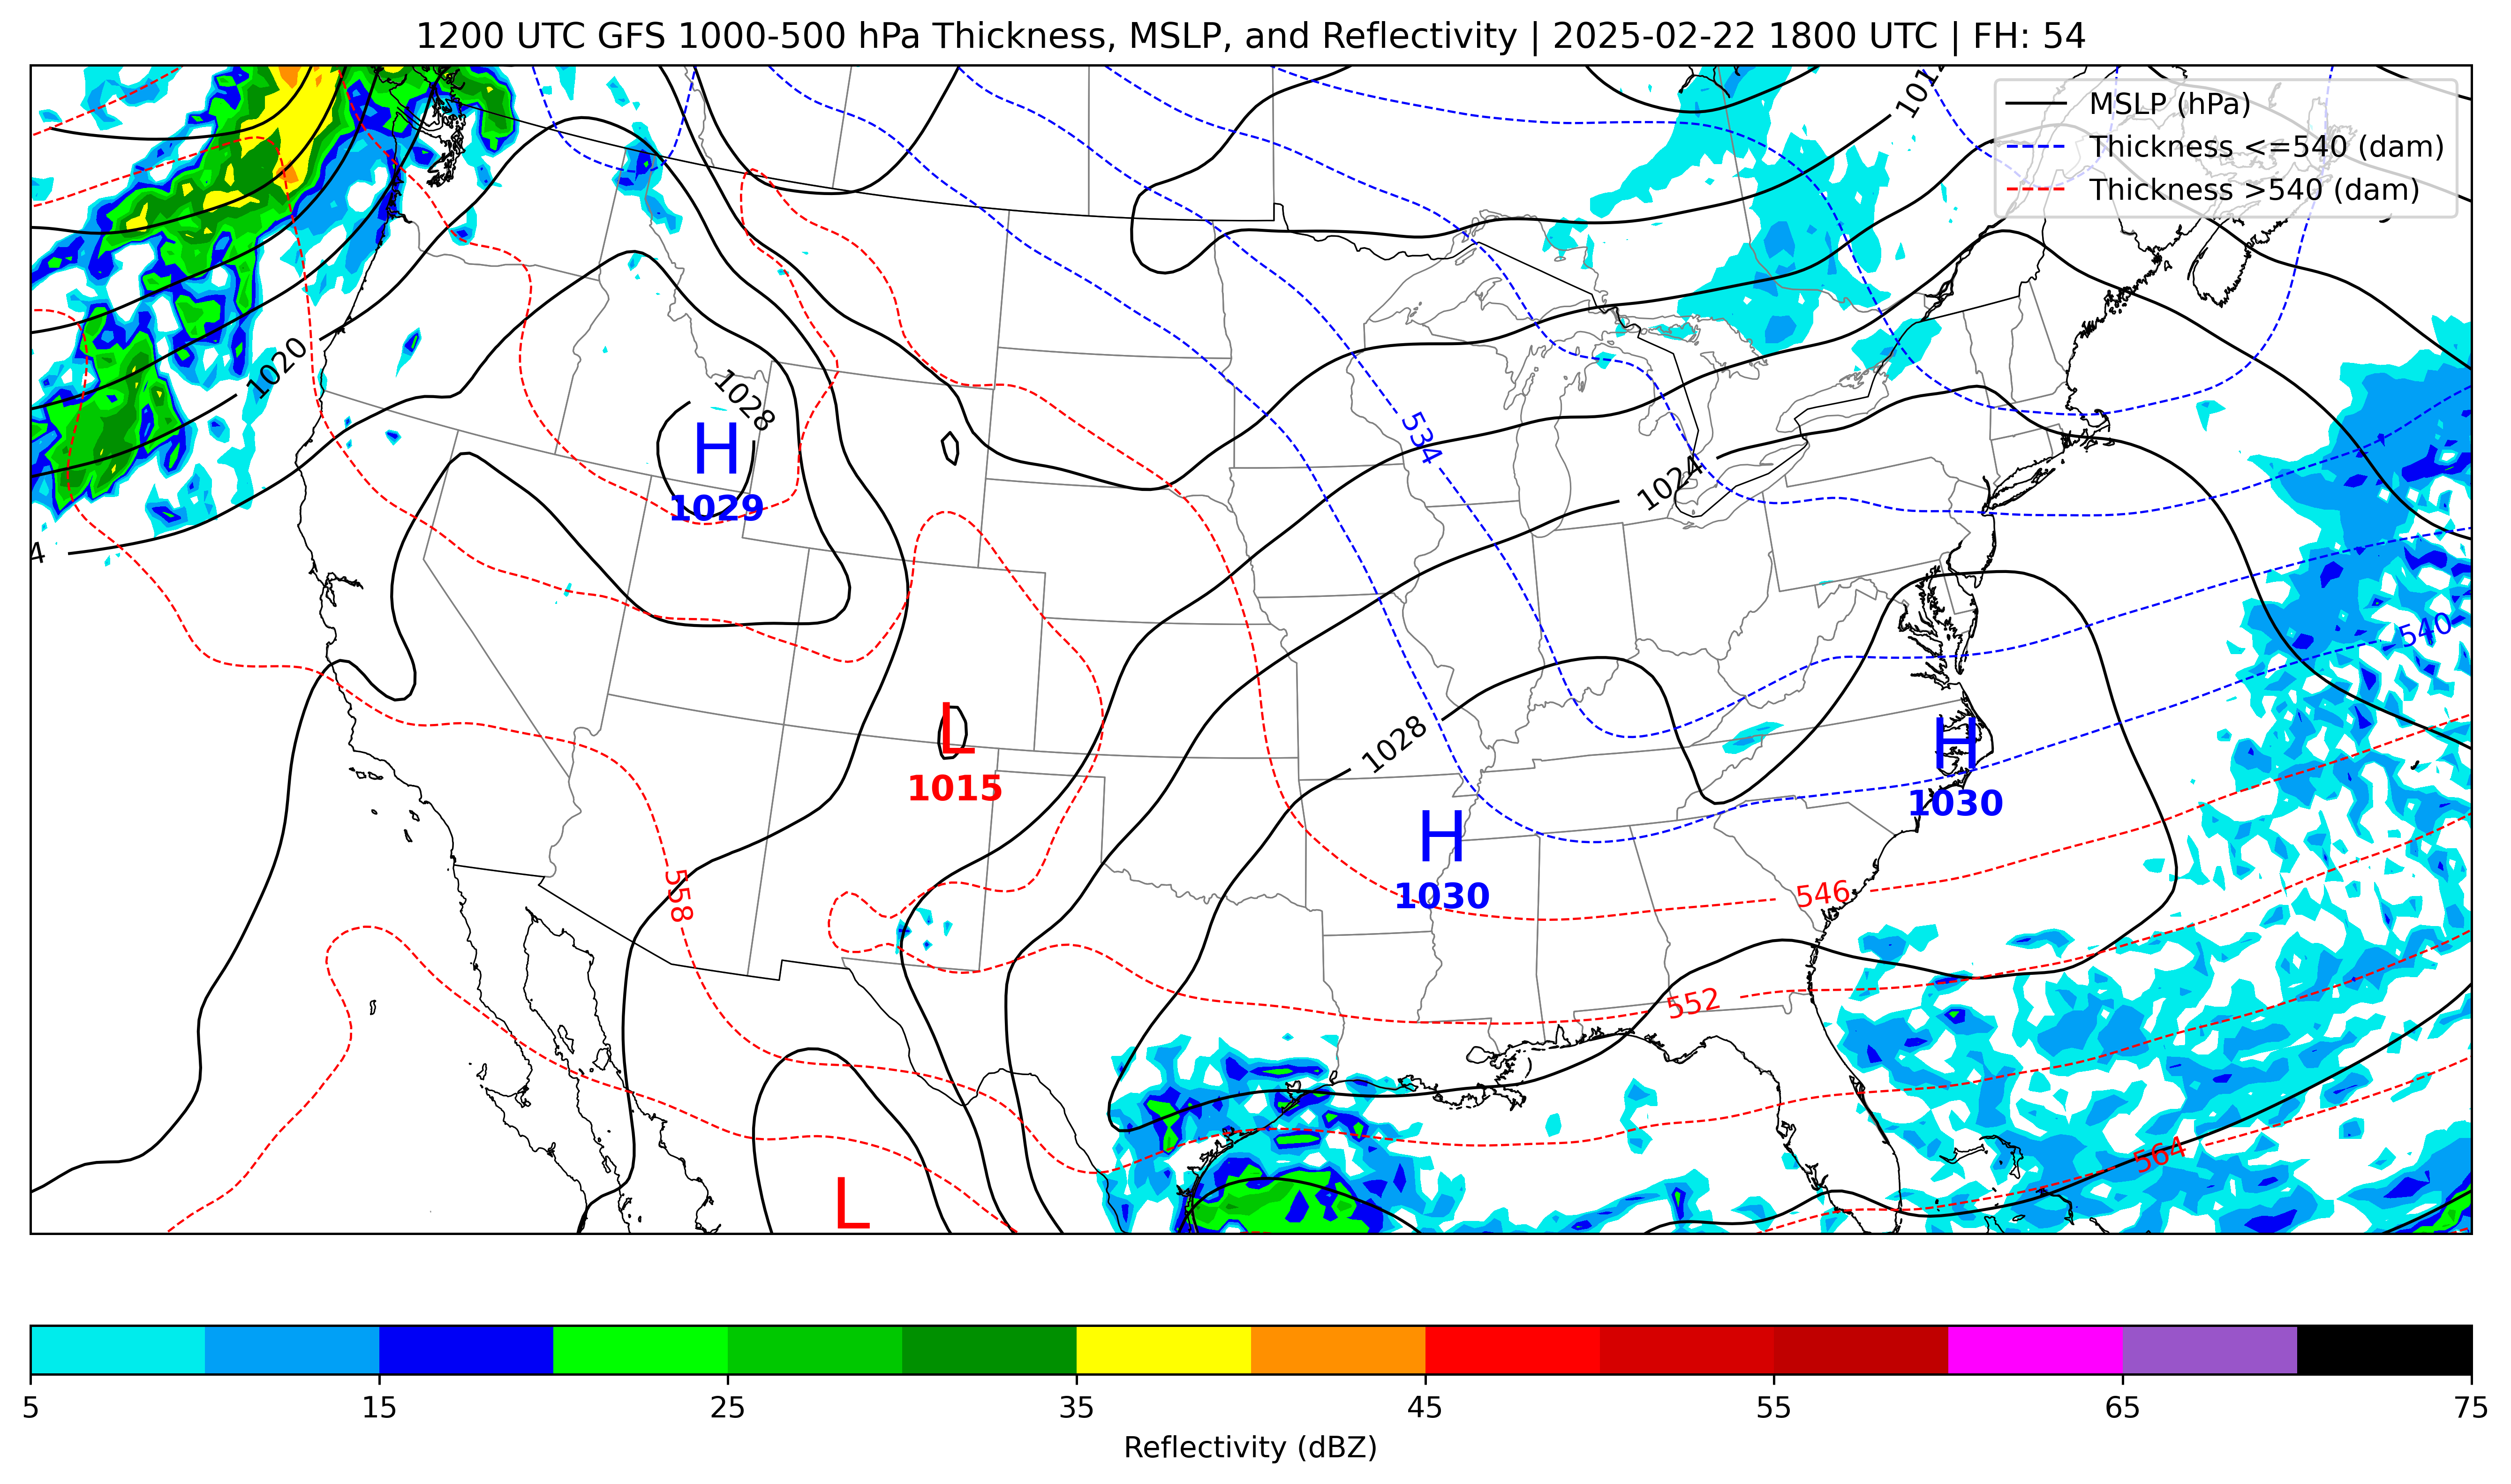 1200 UTC GFS 1000-500 hPa Thickness, MSLP, and Reflectivity | 2025-02-22 1800 UTC | FH: 54
MSLP (hPa)
Thickness <=540 (dam)
Thickness >540 (dam)
1020
1028
H
1029
534
1024
4
540
L
1015
1028
H
1030
H
1030
558
546
552
564
L
5 15 25 35 45 55 65 75
Reflectivity (dBZ)